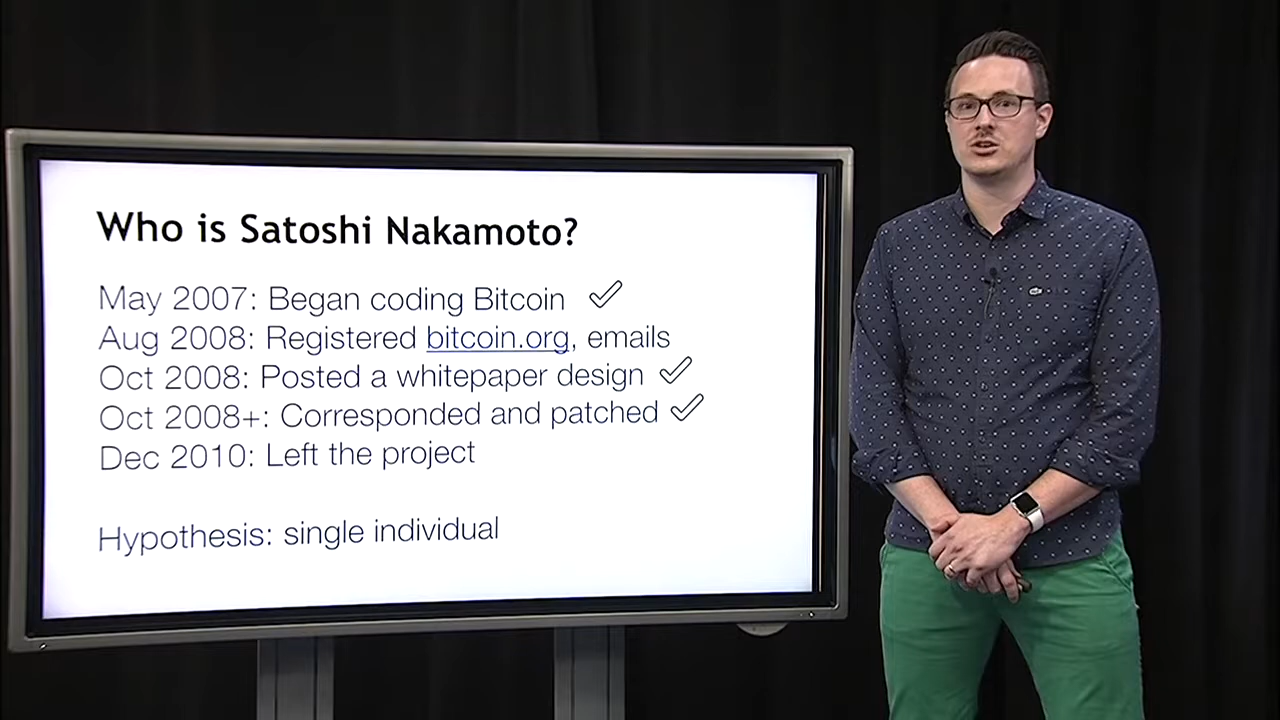 Who is Satoshi Nakamoto?
May 2007: Began coding Bitcoin ✓
Aug 2008: Registered bitcoin.org, emails
Oct 2008: Posted a whitepaper design ✓
Oct 2008+: Corresponded and patched ✓
Dec 2010: Left the project
Hypothesis: single individual